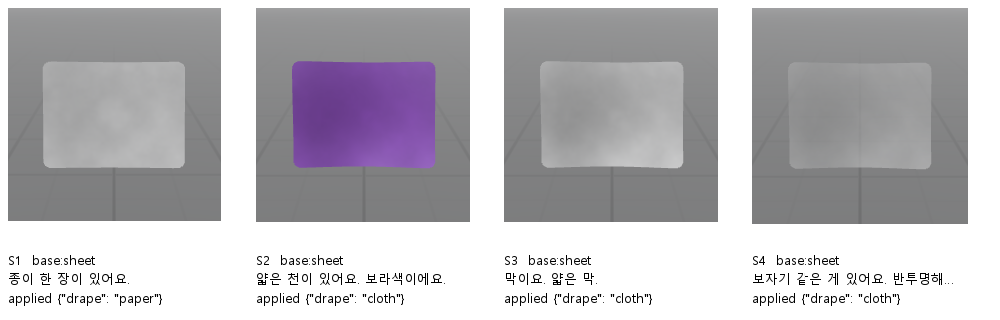 S1 base:sheet
종이 한 장이 있어요.
applied {"drape": "paper"}
S2 base:sheet
얇은 천이 있어요. 보라색이에요.
applied {"drape": "cloth"}
S3 base:sheet
막이요. 얇은 막.
applied {"drape": "cloth"}
S4 base:sheet
보자기 같은 게 있어요. 반투명해...
applied {"drape": "cloth"}